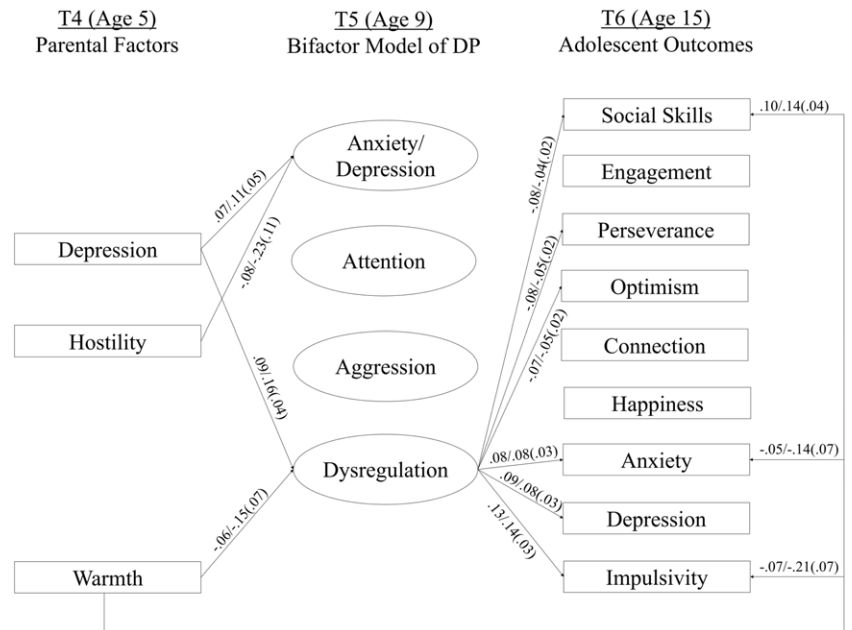 T4 (Age 5)
Parental Factors
T5 (Age 9)
Bifactor Model of DP
T6 (Age 15)
Adolescent Outcomes
Depression
Hostility
Warmth
.07/.11(.05)
-.08/-.23(.11)
.09/.16(.04)
-.06/-.15(.07)
Anxiety/
Depression
Attention
Aggression
Dysregulation
-.08/-.04(.02)
-.08/-.05(.02)
-.07/-.05(.02)
.08/.08(.03)
.09/.08(.03)
.13/.14(.03)
Social Skills
Engagement
Perseverance
Optimism
Connection
Happiness
Anxiety
Depression
Impulsivity
.10/.14(.04)
-.05/-.14(.07)
-.07/-.21(.07)